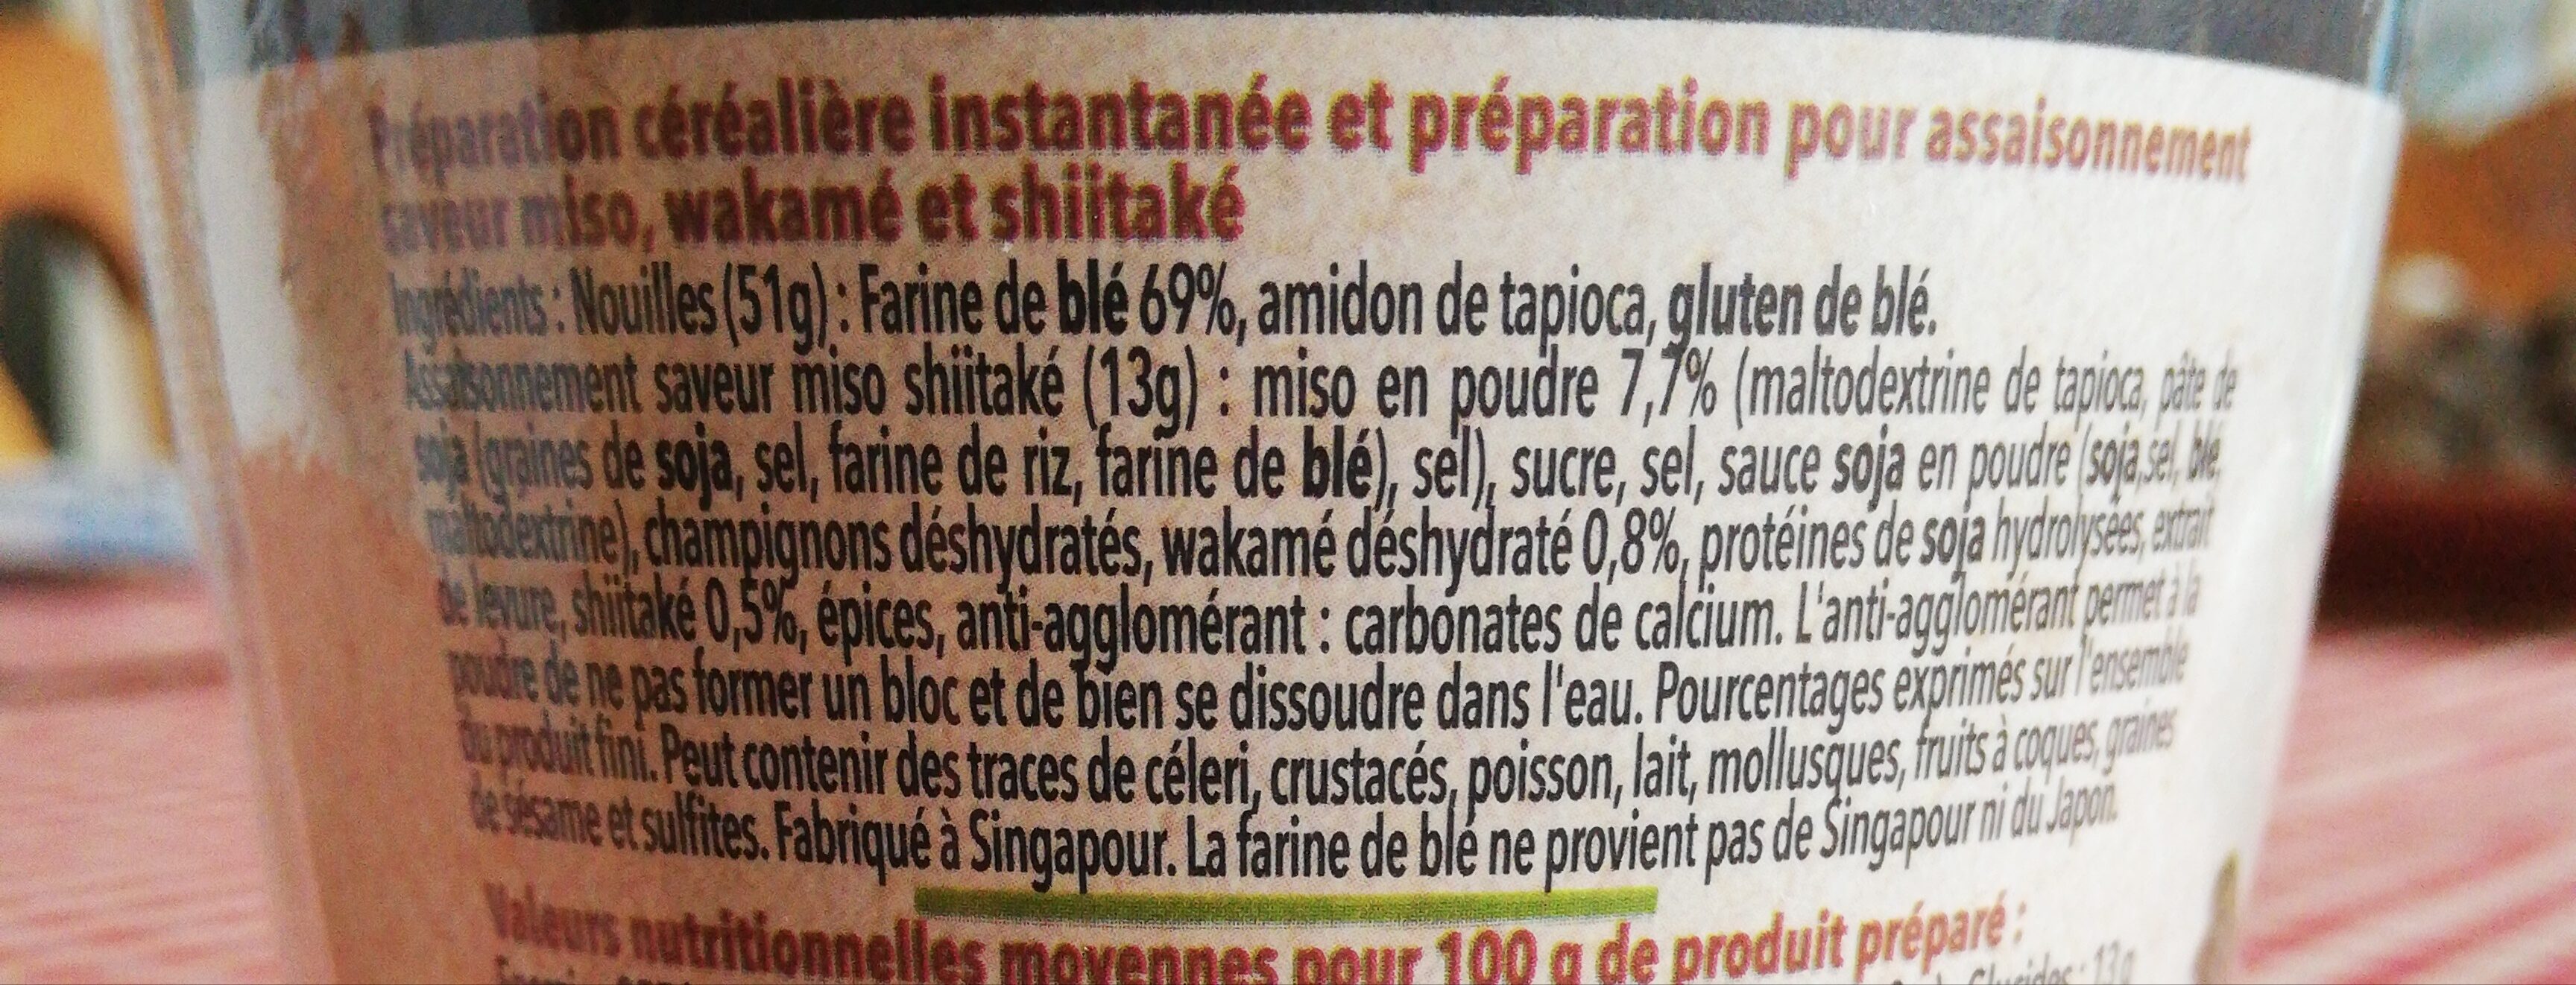 Préparation céréalière instantanée et préparation pour assaisonnement
saveur miso, wakamé et shiitaké
Ingrédients : Nouilles (51g) : Farine de blé 69%, amidon de tapioca, gluten de blé.
Assaisonnement saveur miso shiitaké (13g) : miso en poudre 7,7% (maltodextrine de tapioca, pâte de
soja (graines de soja, sel, farine de riz, farine de blé), sel), sucre, sel, sauce soja en poudre (soja, sel, blé,
maltodextrine), champignons déshydratés, wakamé déshydraté 0,8%, protéines de soja hydrolysées, extrait
de levure, shiitaké 0,5%, épices, anti-agglomérant : carbonates de calcium. L'anti-agglomérant permet à la
poudre de ne pas former un bloc et de bien se dissoudre dans l'eau. Pourcentages exprimés sur l'ensemble
du produit fini. Peut contenir des traces de céleri, crustacés, poisson, lait, mollusques, fruits à coques, graines
de sésame et sulfites. Fabriqué à Singapour. La farine de blé ne provient pas de Singapour ni du Japon.
Valeurs nutritionnelles moyennes pour 100 g de produit préparé :
Glucides : 13g